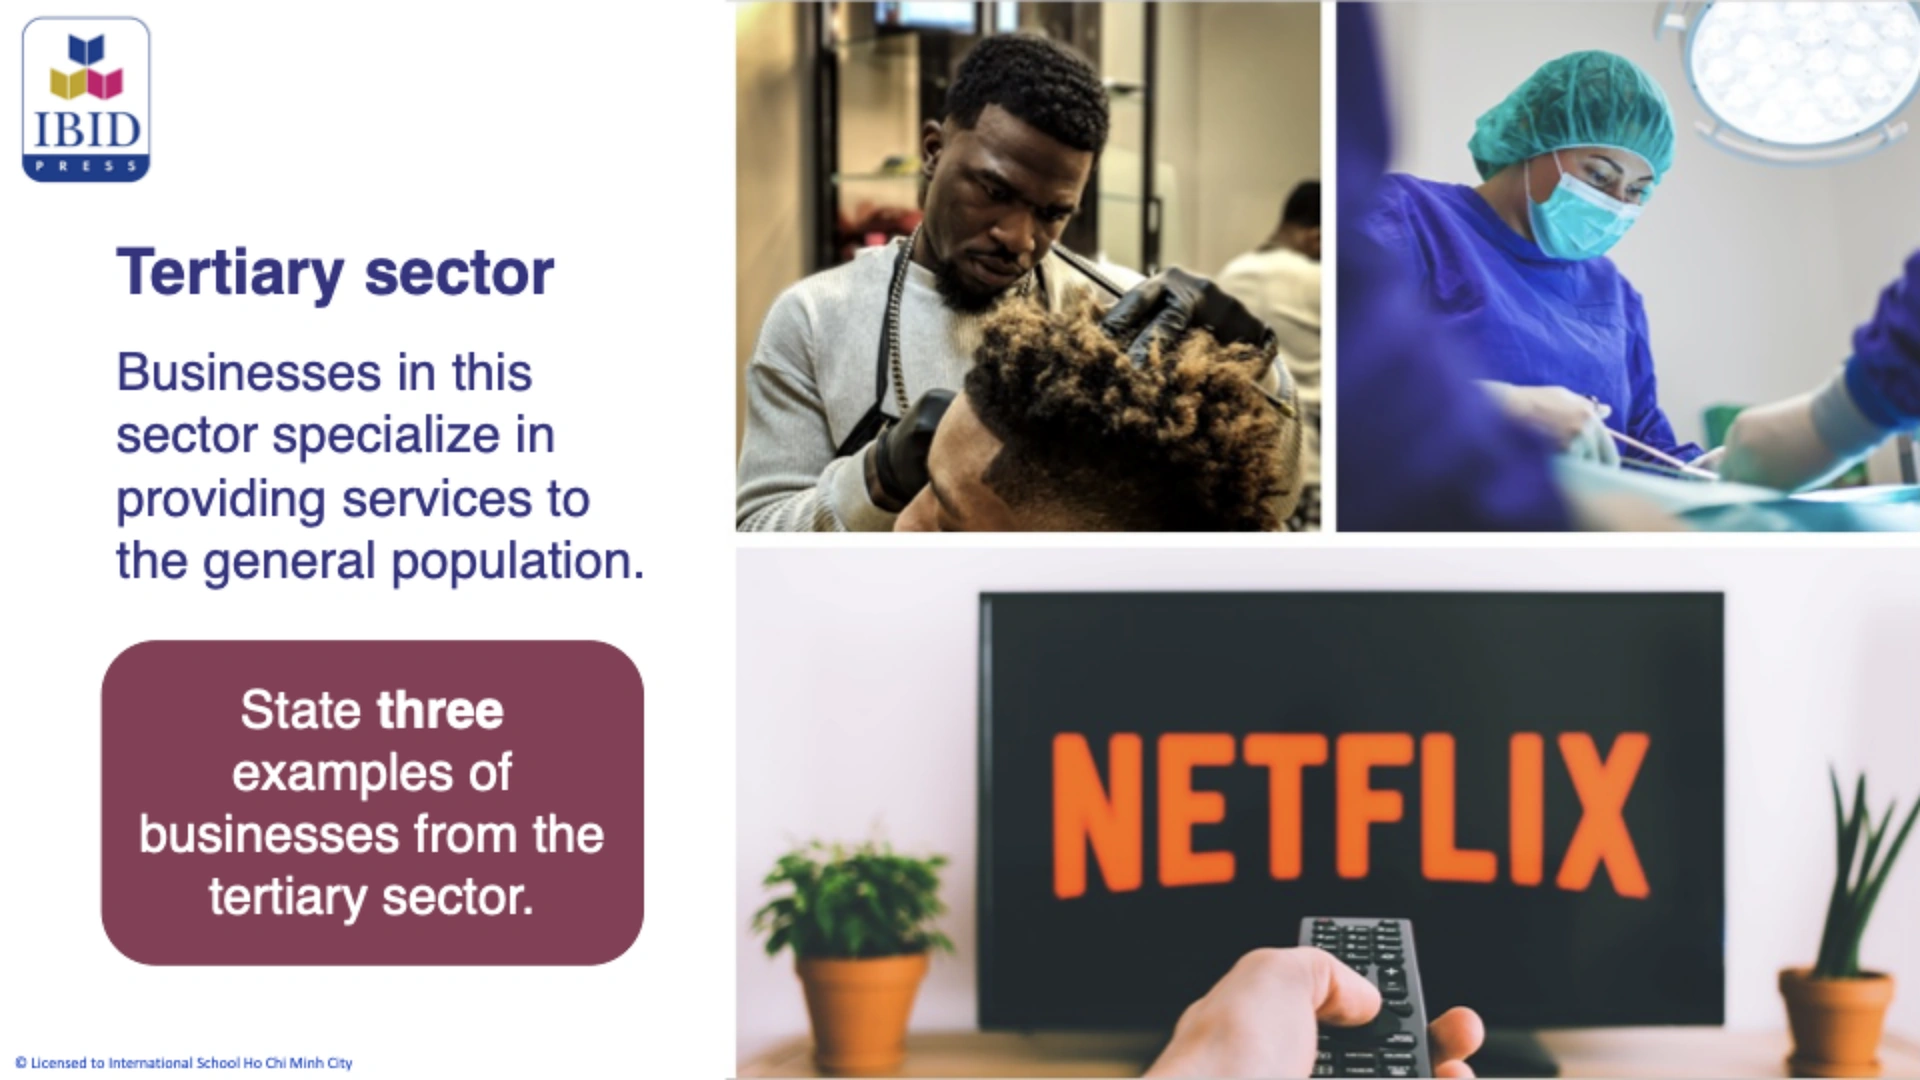 IBID
PRESS
Tertiary sector
Businesses in this
sector specialize in
providing services to
the general population.
State three
examples of
businesses from the
tertiary sector.
NETFLIX
© Licensed to International School Ho Chi Minh City